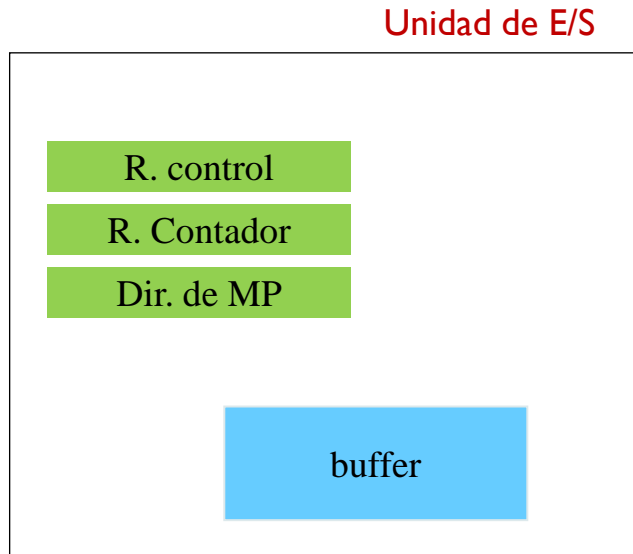 Unidad de E/S
R. control
R. Contador
Dir. de MP
buffer